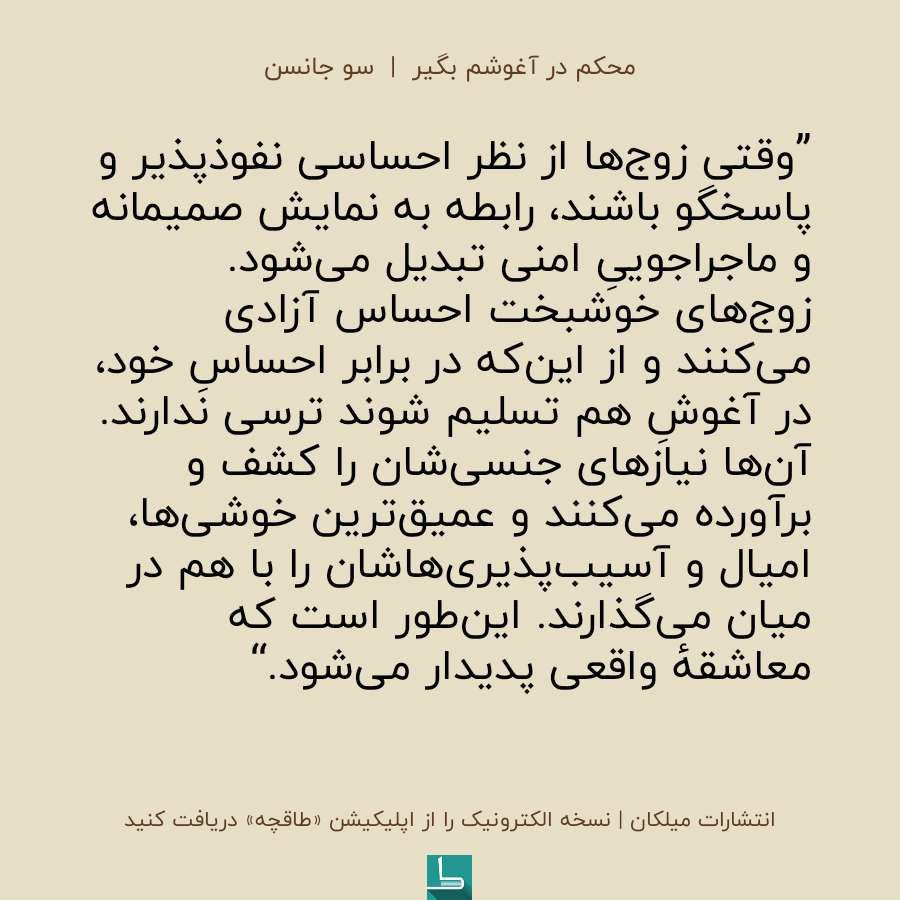 محکم در آغوشم بگیر | سو جانسن
”وقتی زوج‌ها از نظر احساسی نفوذپذیر و
پاسخگو باشند، رابطه به نمایش صمیمانه
و ماجراجوییِ امنی تبدیل می‌شود.
زوج‌های خوشبخت احساس آزادی
می‌کنند و از این‌که در برابر احساسِ خود،
در آغوشِ هم تسلیم شوند ترسی ندارند.
آن‌ها نیازهای جنسی‌شان را کشف و
برآورده می‌کنند و عمیق‌ترین خوشی‌ها،
امیال و آسیب‌پذیری‌هاشان را با هم در
میان می‌گذارند. این‌طور است که
معاشقهٔ واقعی پدیدار می‌شود.“
انتشارات میلکان | نسخه الکترونیک را از اپلیکیشن «طاقچه» دریافت کنید